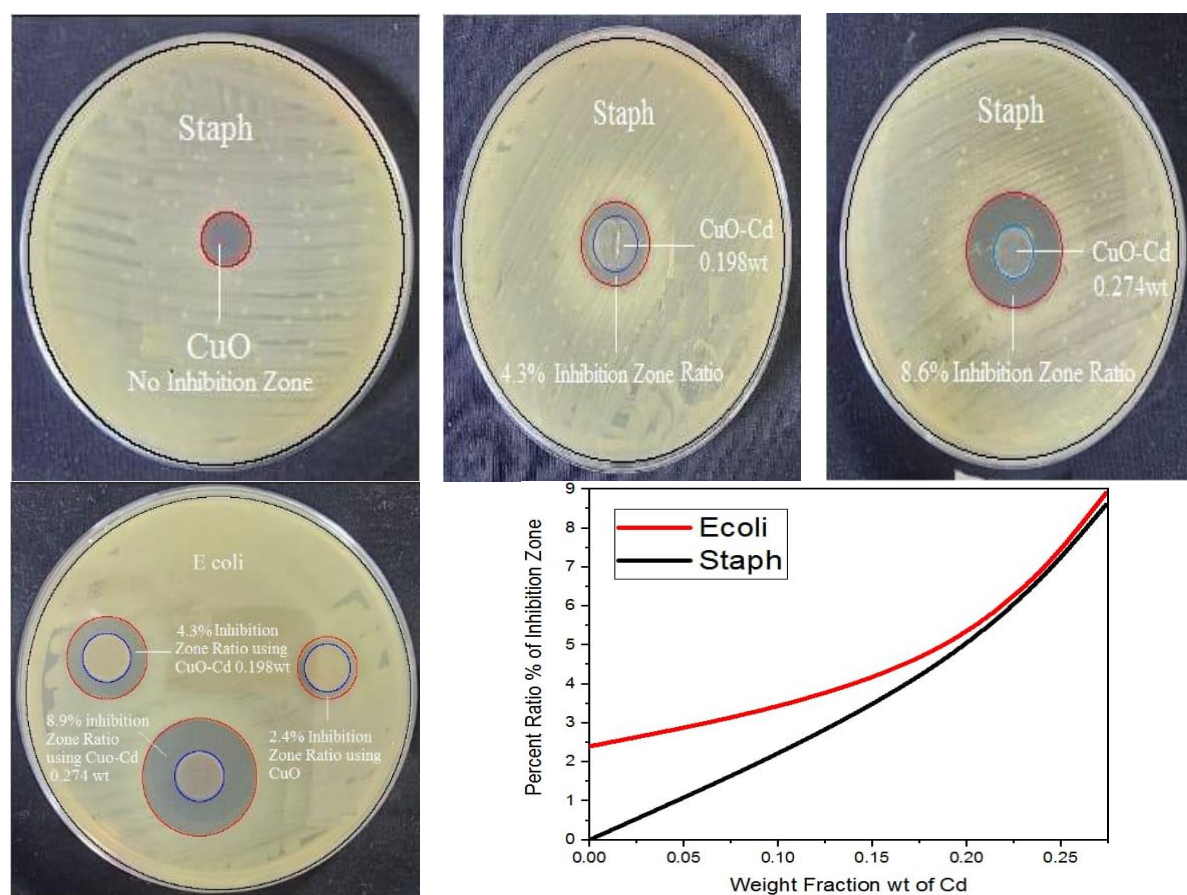 Staph
CuO
No Inhibition Zone
Staph
CuO-Cd
0.198wt
4.3% Inhibition Zone Ratio
Staph
CuO-Cd
0.274wt
8.6% Inhibition Zone Ratio
E coli
4.3% Inhibition
Zone Ratio using
CuO-Cd 0.198wt
8.9% inhibition
Zone Ratio
using Cuo-Cd
0.274 wt
2.4% Inhibition
Zone Ratio using
CuO
Percent Ratio % of Inhibition Zone
9
8
7
6
5
4
3
2
1
0
Ecoli
Staph
0.00 0.05 0.10 0.15 0.20 0.25
Weight Fraction wt of Cd